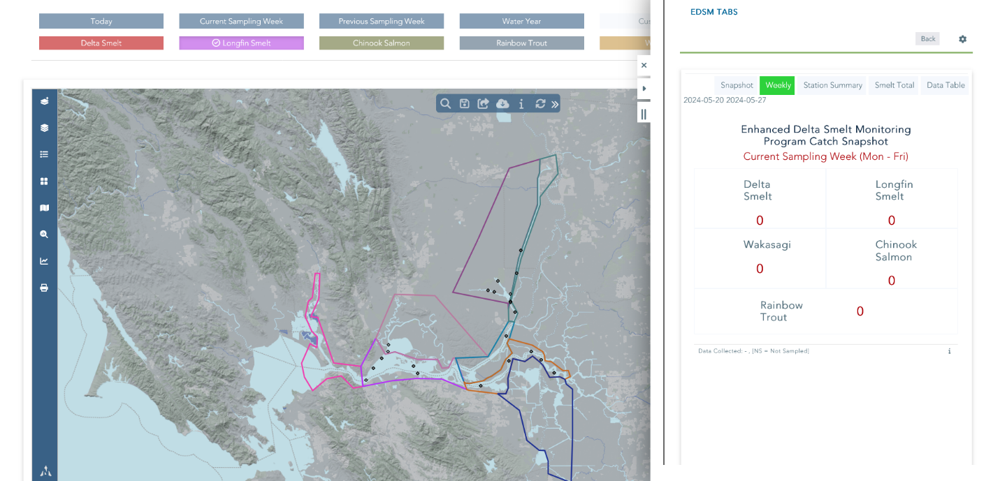 Today
Current Sampling Week
Previous Sampling Week
Water Year
Delta Smelt
Longfin Smelt
Chinook Salmon
Rainbow Trout
EDSM TABS
Back
Snapshot
Weekly
Station Summary
Smelt Total
Data Table
2024-05-20 2024-05-27
Enhanced Delta Smelt Monitoring
Program Catch Snapshot
Current Sampling Week (Mon - Fri)
Delta
Smelt
0
Longfin
Smelt
0
Wakasagi
0
Chinook
Salmon
0
Rainbow
Trout
0
Data Collected: - , [NS = Not Sampled]